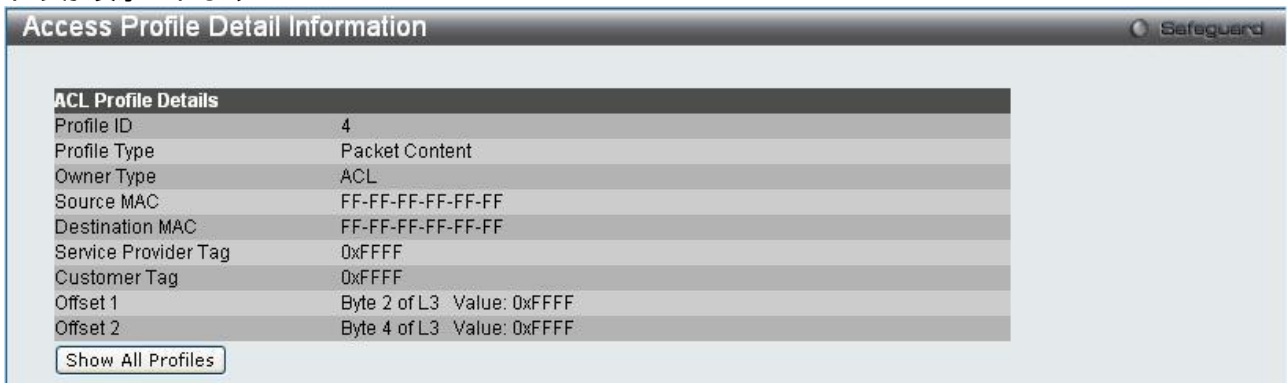 Access Profile Detail Information
Safeguard
ACL Profile Details
Profile ID 4
Profile Type Packet Content
Owner Type ACL
Source MAC FF-FF-FF-FF-FF-FF
Destination MAC FF-FF-FF-FF-FF-FF
Service Provider Tag 0xFFFF
Customer Tag 0xFFFF
Offset 1 Byte 2 of L3 Value: 0xFFFF
Offset 2 Byte 4 of L3 Value: 0xFFFF
Show All Profiles